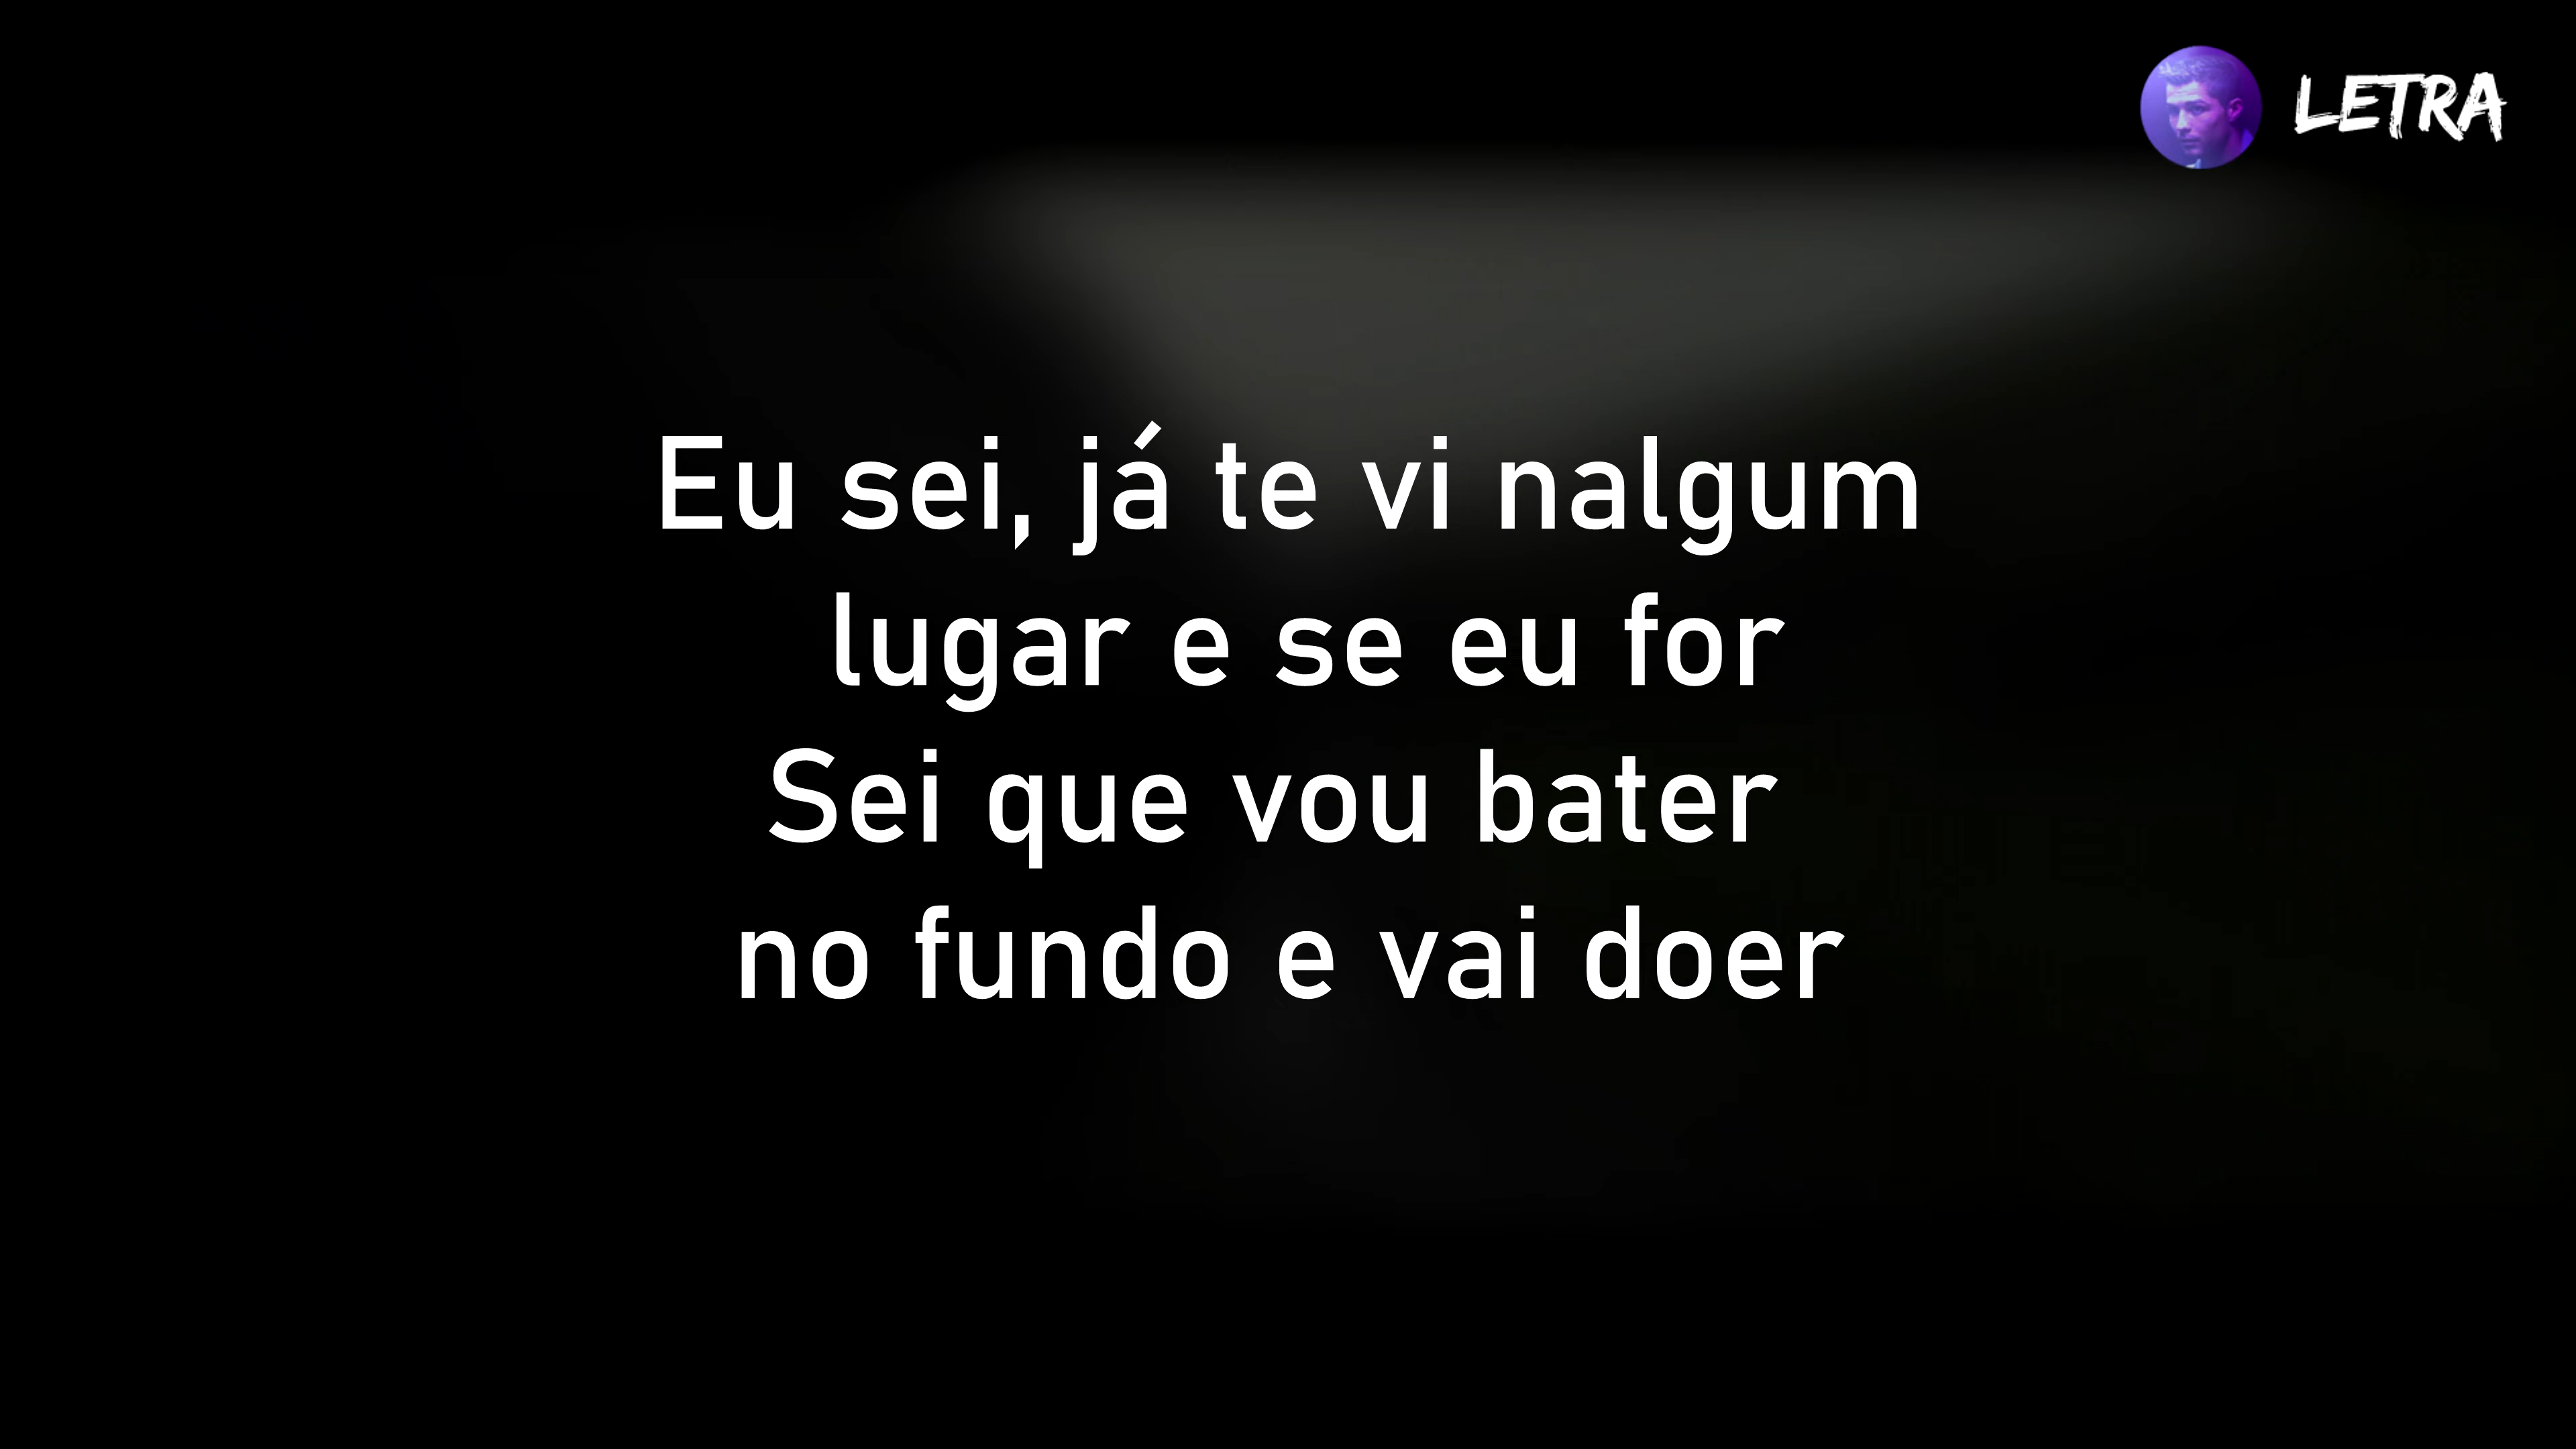 LETRA
Eu sei, já te vi nalgum
lugar e se eu for
Sei que vou bater
no fundo e vai doer